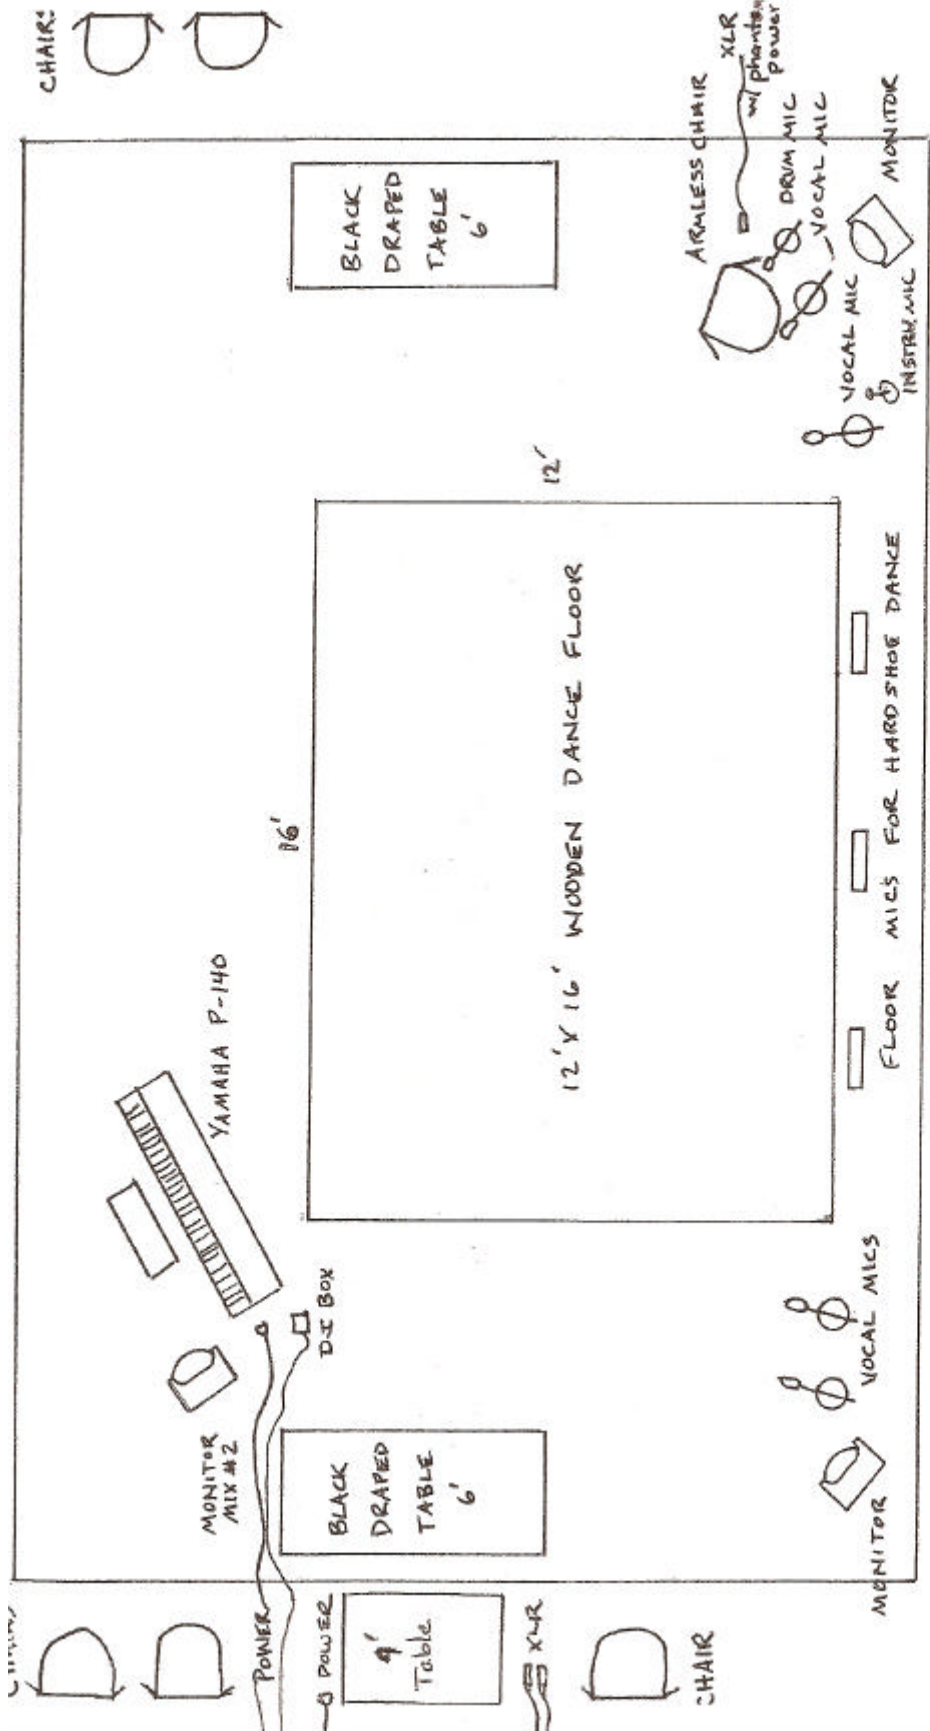 CHAIRS
YAMAHA P-140
MONITOR
MIX #2
POWER
16'
DI BOX
POWER
BLACK
DRAPED
TABLE
6'
BLACK
DRAPED
TABLE
6'
4'
Table
12'
12' X 16' WOODEN DANCE FLOOR
XLR
CHAIR
ARMLESS CHAIR
XLR
w/ phantom
power
DRUM MIC
VOCAL MIC
VOCAL MIC
INSTRU. MIC
MONITOR
VOCAL MICS
MONITOR
FLOOR MICS FOR HARDSHOE DANCE